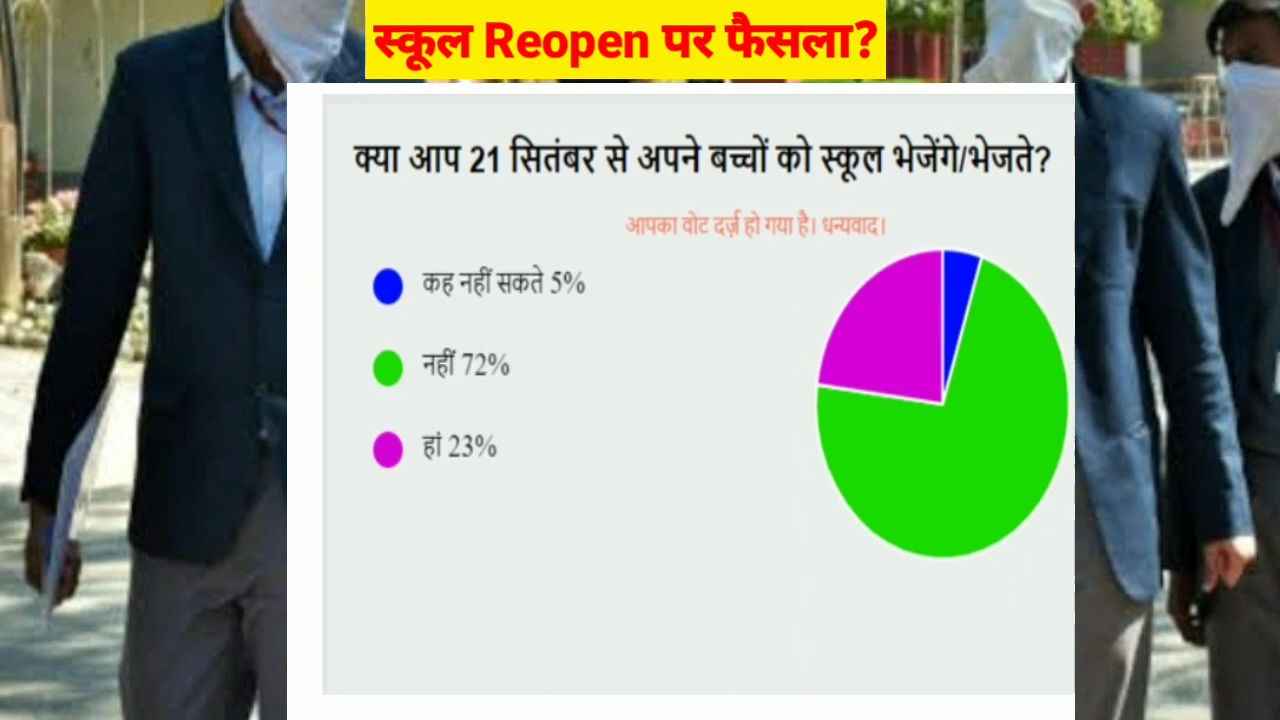 स्कूल Reopen पर फैसला?
क्या आप 21 सितंबर से अपने बच्चों को स्कूल भेजेंगे/भेजते?
आपका वोट दर्ज़ हो गया है। धन्यवाद।
कह नहीं सकते 5%
नहीं 72%
हां 23%